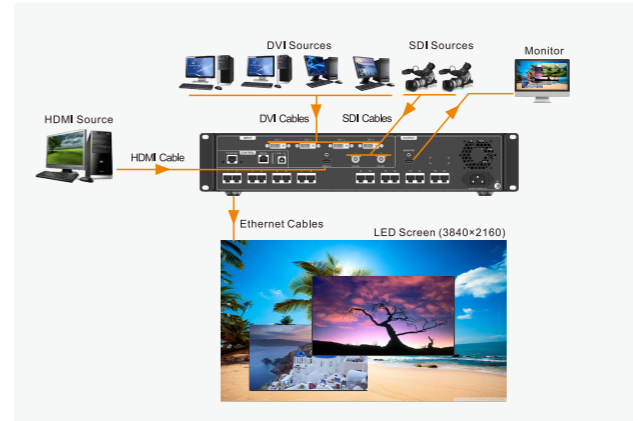 DVI Sources
SDI Sources
Monitor
HDMI Source
DVI Cables
SDI Cables
HDMI Cable
Ethernet Cables
LED Screen (3840×2160)